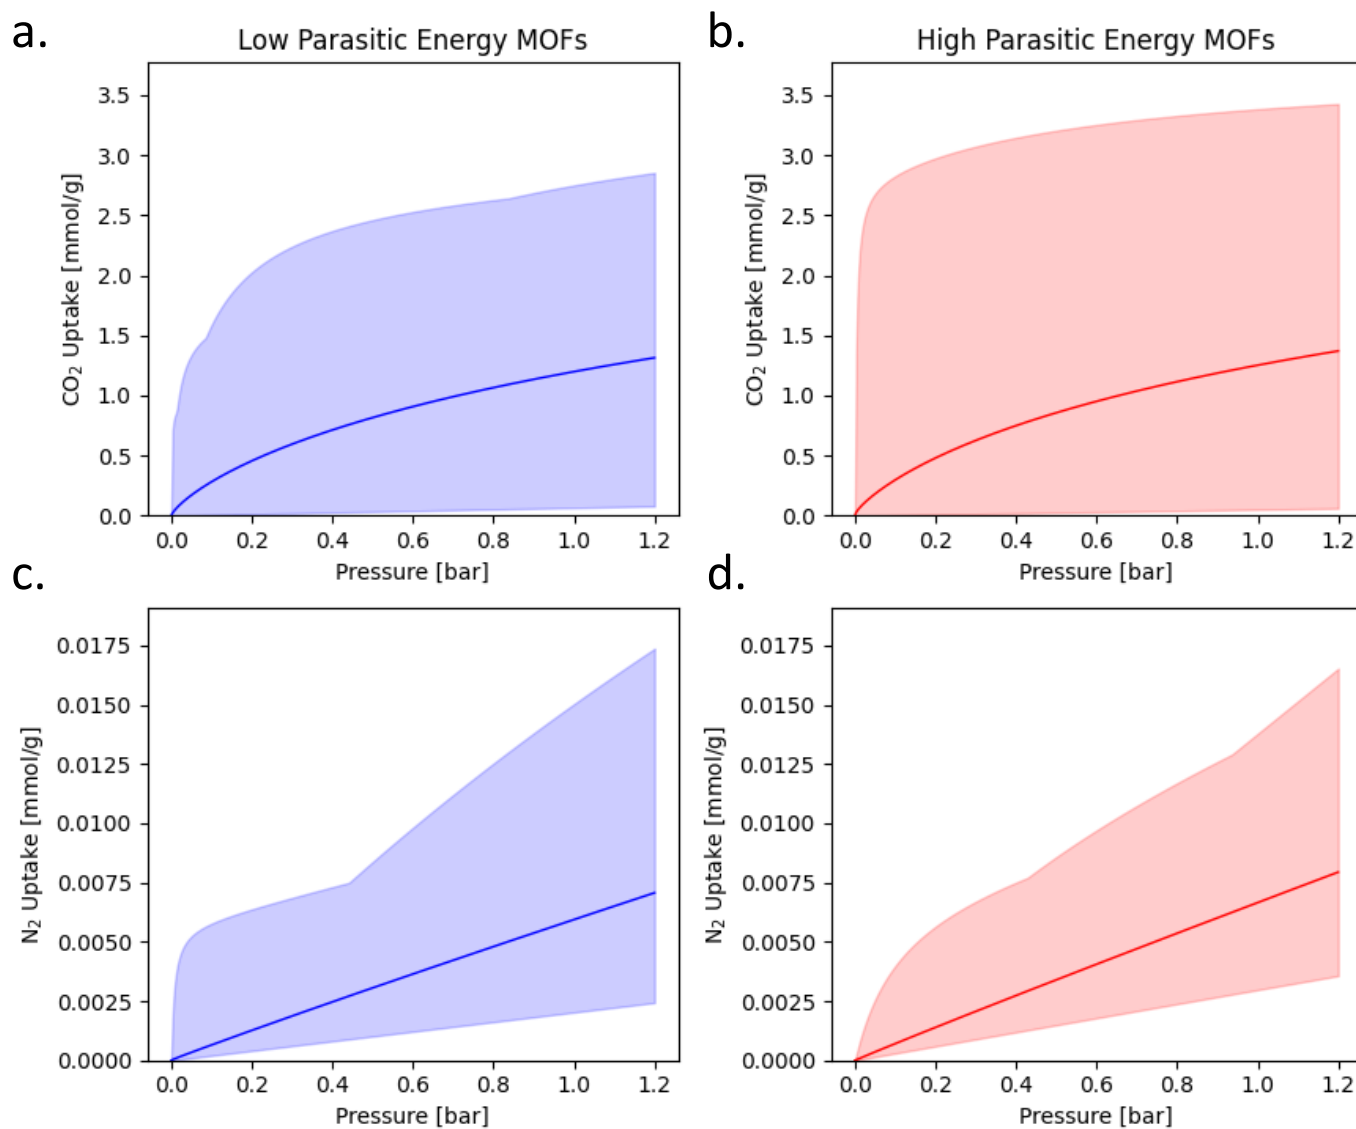 a.
Low Parasitic Energy MOFs
CO₂ Uptake [mmol/g]
3.5
3.0
2.5
2.0
1.5
1.0
0.5
0.0
0.0 0.2 0.4 0.6 0.8 1.0 1.2
Pressure [bar]
b.
High Parasitic Energy MOFs
CO₂ Uptake [mmol/g]
3.5
3.0
2.5
2.0
1.5
1.0
0.5
0.0
0.0 0.2 0.4 0.6 0.8 1.0 1.2
Pressure [bar]
c.
N₂ Uptake [mmol/g]
0.0175
0.0150
0.0125
0.0100
0.0075
0.0050
0.0025
0.0000
0.0 0.2 0.4 0.6 0.8 1.0 1.2
Pressure [bar]
d.
N₂ Uptake [mmol/g]
0.0175
0.0150
0.0125
0.0100
0.0075
0.0050
0.0025
0.0000
0.0 0.2 0.4 0.6 0.8 1.0 1.2
Pressure [bar]